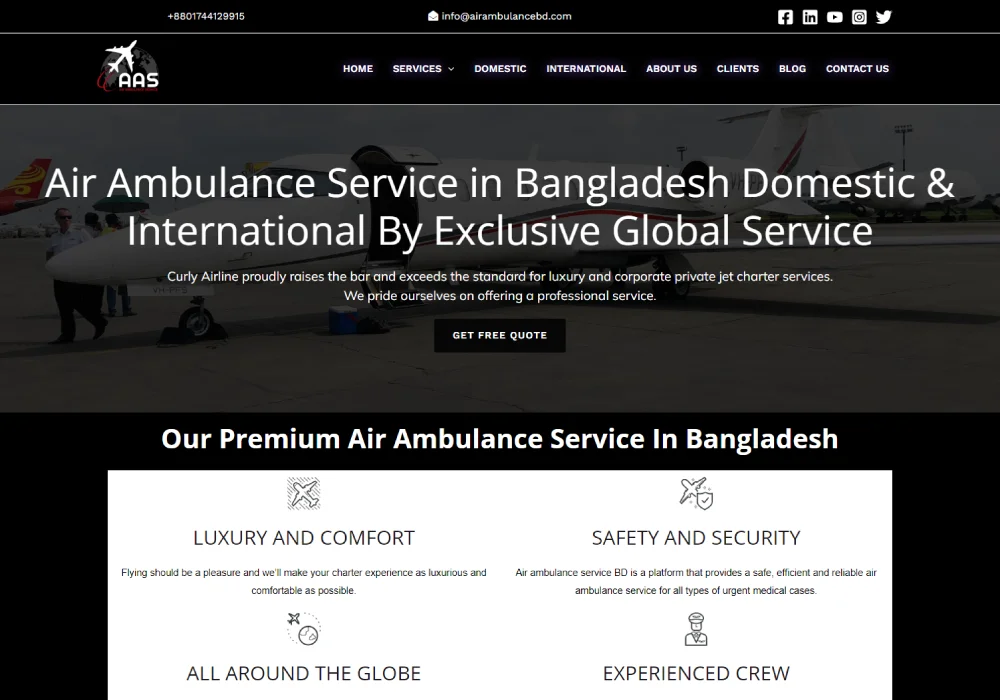 +8801744129915
info@airambulancebd.com
AAS
HOME SERVICES DOMESTIC INTERNATIONAL ABOUT US CLIENTS BLOG CONTACT US
Air Ambulance Service in Bangladesh Domestic &
International By Exclusive Global Service
Curly Airline proudly raises the bar and exceeds the standard for luxury and corporate private jet charter services.
We pride ourselves on offering a professional service.
GET FREE QUOTE
Our Premium Air Ambulance Service In Bangladesh
LUXURY AND COMFORT
Flying should be a pleasure and we'll make your charter experience as luxurious and
comfortable as possible.
SAFETY AND SECURITY
Air ambulance service BD is a platform that provides a safe, efficient and reliable air
ambulance service for all types of urgent medical cases.
ALL AROUND THE GLOBE
EXPERIENCED CREW